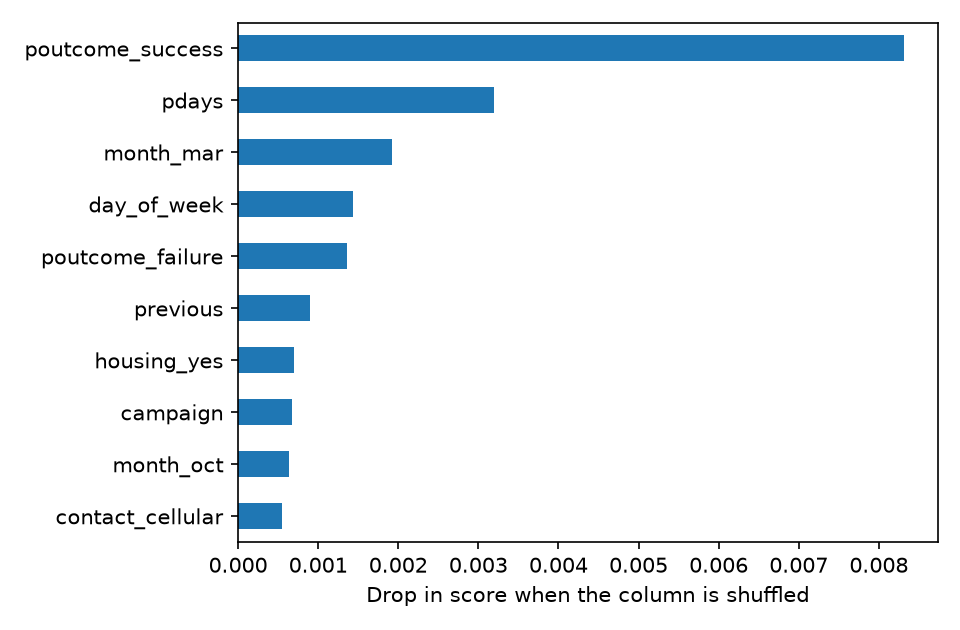 poutcome_success
pdays
month_mar
day_of_week
poutcome_failure
previous
housing_yes
campaign
month_oct
contact_cellular
0.000 0.001 0.002 0.003 0.004 0.005 0.006 0.007 0.008
Drop in score when the column is shuffled